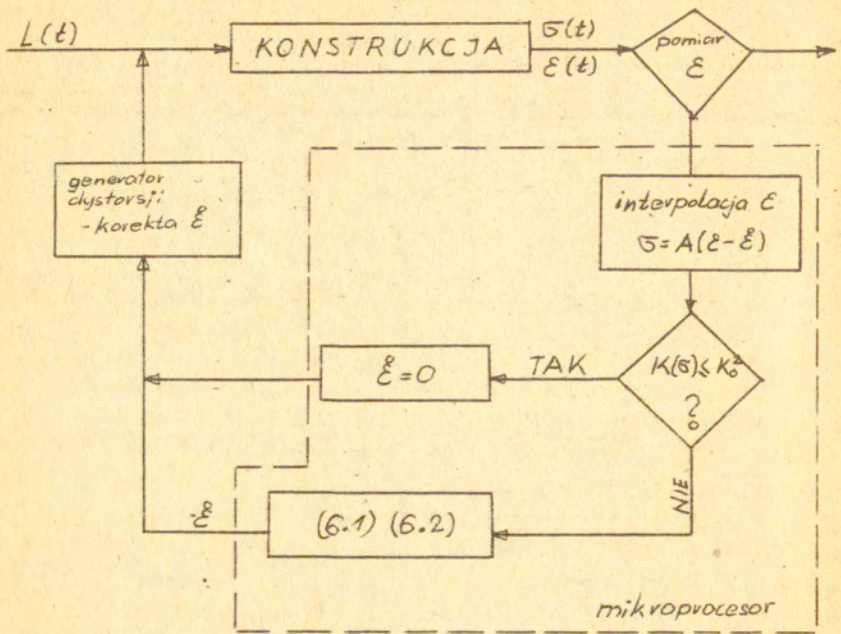 L(t)
KONSTRUKCJA
σ(t)
ε(t)
pomiar
ε
generator
dystorsji
-korekta ε̊
interpolacja ε
σ=A(ε-ε̊)
ε̊=0
TAK
K(σ)≤K₀²
?
NIE
ε̊
(6.1) (6.2)
mikroprocesor